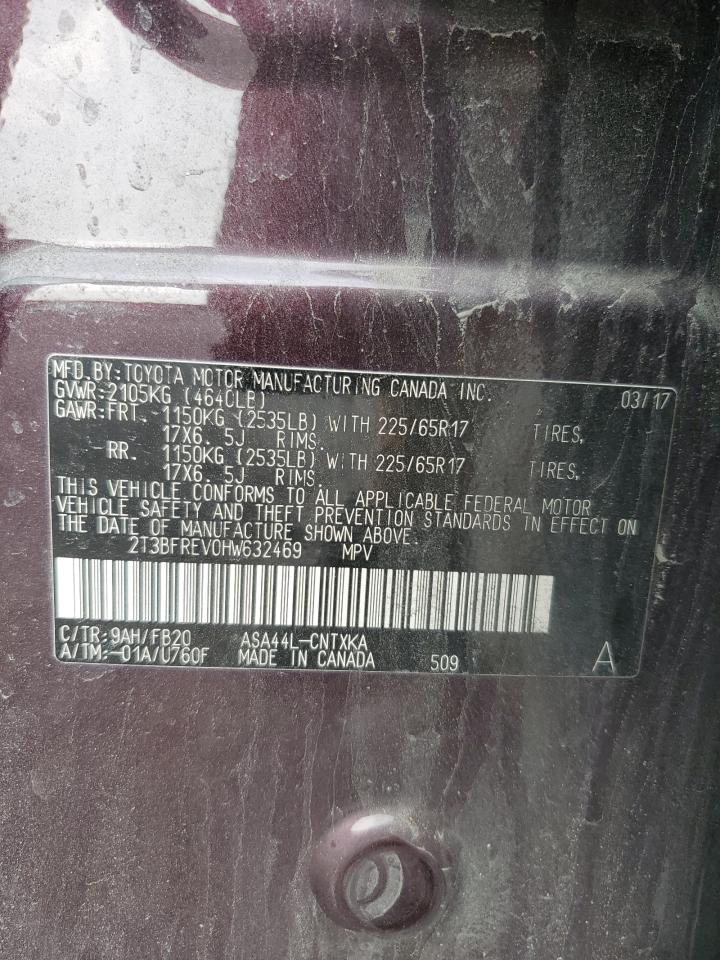 MFD.BY:TOYOTA MOTOR MANUFACTURING CANADA INC. 03/17
GVWR:2105KG (4640LB)
GAWR:FRT. 1150KG (2535LB) WITH 225/65R17 TIRES,
17X6.5J RIMS.
RR. 1150KG (2535LB) WITH 225/65R17 TIRES,
17X6.5J RIMS.
THIS VEHICLE CONFORMS TO ALL APPLICABLE FEDERAL MOTOR
VEHICLE SAFETY AND THEFT PREVENTION STANDARDS IN EFFECT ON
THE DATE OF MANUFACTURE SHOWN ABOVE.
2T3BFREV0HW632469 MPV
C/TR:9AH/FB20 ASA44L-CNTXKA
A/TM:-01A/U760F MADE IN CANADA 509 A